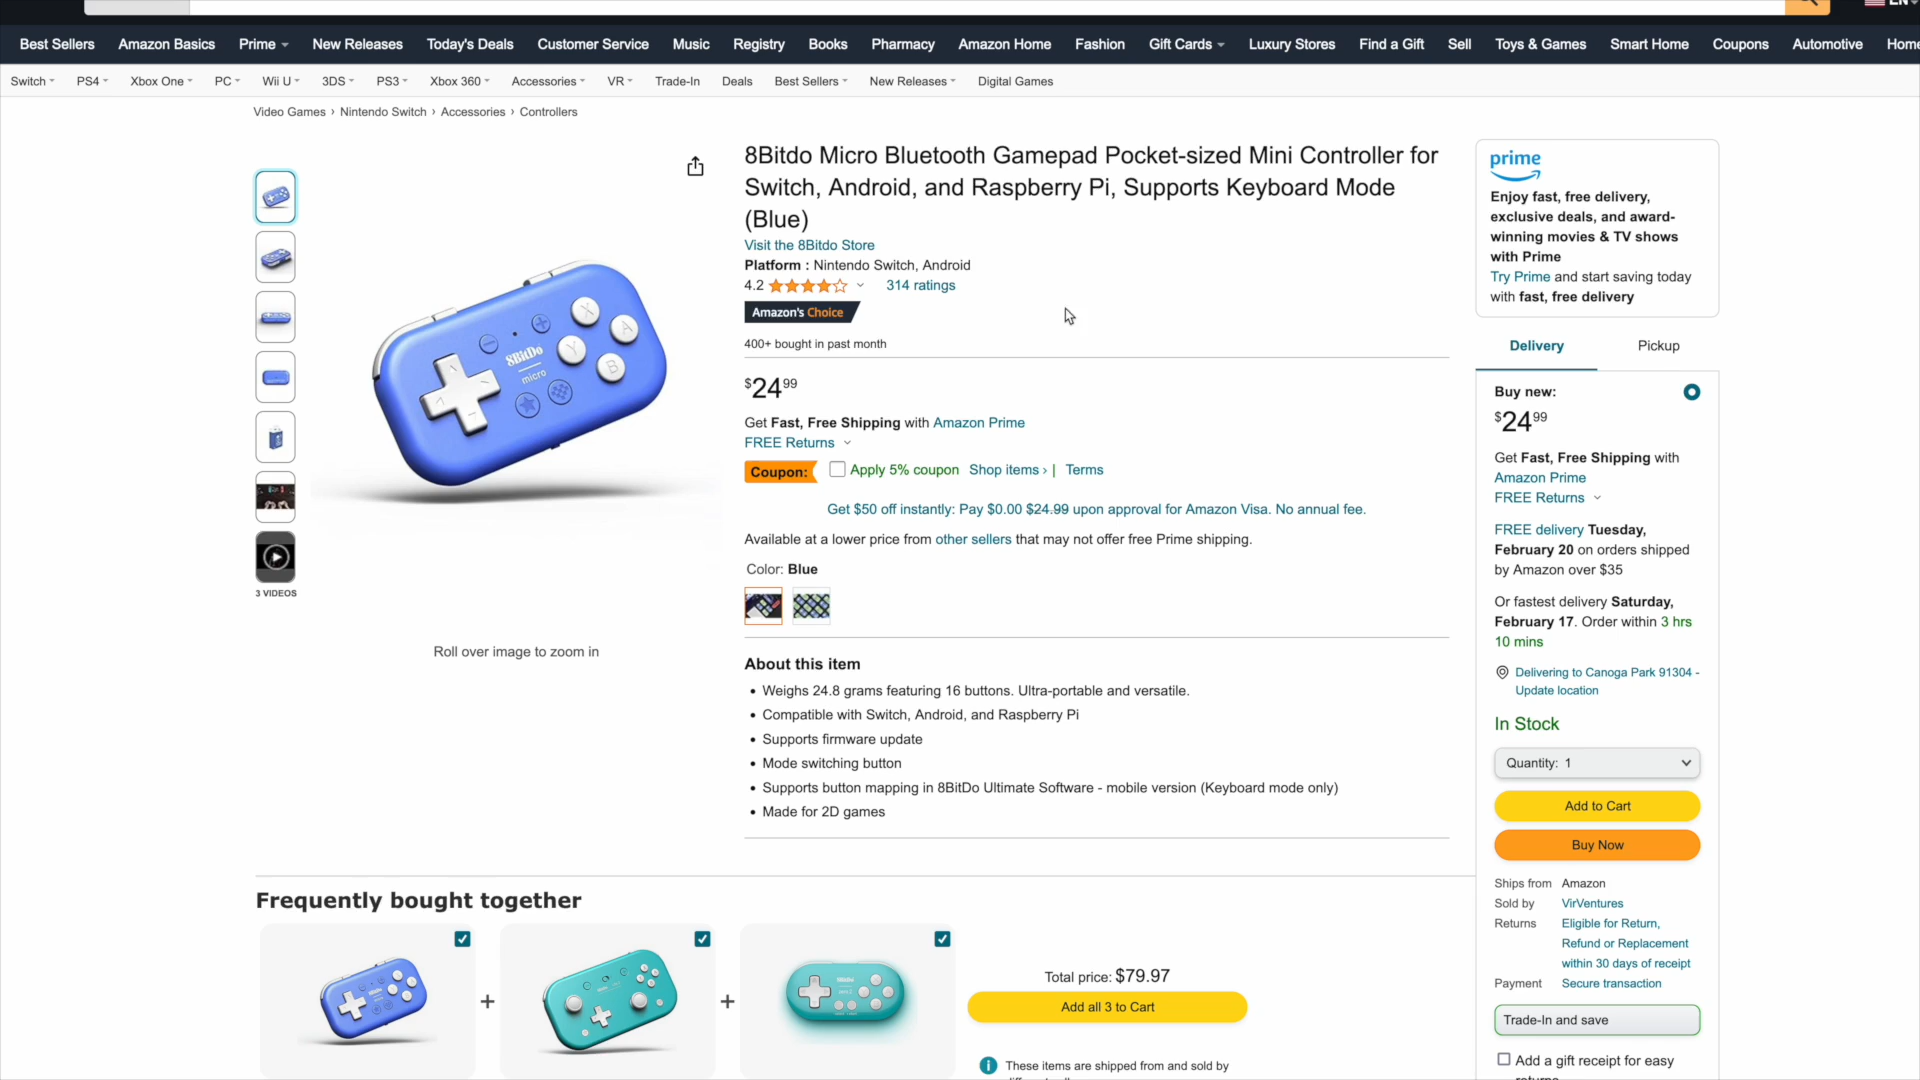 EN
Best Sellers Amazon Basics Prime New Releases Today's Deals Customer Service Music Registry Books Pharmacy Amazon Home Fashion Gift Cards Luxury Stores Find a Gift Sell Toys & Games Smart Home Coupons Automotive Home
Switch PS4 Xbox One PC Wii U 3DS PS3 Xbox 360 Accessories VR Trade-In Deals Best Sellers New Releases Digital Games
Video Games › Nintendo Switch › Accessories › Controllers
8Bitdo Micro Bluetooth Gamepad Pocket-sized Mini Controller for
Switch, Android, and Raspberry Pi, Supports Keyboard Mode
(Blue)
Visit the 8Bitdo Store
Platform : Nintendo Switch, Android
4.2 314 ratings
Amazon's Choice
400+ bought in past month
$24 99
Get Fast, Free Shipping with Amazon Prime
FREE Returns
Coupon: Apply 5% coupon Shop items › | Terms
Get $50 off instantly: Pay $0.00 $24.99 upon approval for Amazon Visa. No annual fee.
Available at a lower price from other sellers that may not offer free Prime shipping.
Color: Blue
About this item
• Weighs 24.8 grams featuring 16 buttons. Ultra-portable and versatile.
• Compatible with Switch, Android, and Raspberry Pi
• Supports firmware update
• Mode switching button
• Supports button mapping in 8BitDo Ultimate Software - mobile version (Keyboard mode only)
• Made for 2D games
X
A
Y
B
8BitDo
micro
3 VIDEOS
Roll over image to zoom in
prime
Enjoy fast, free delivery,
exclusive deals, and award-
winning movies & TV shows
with Prime
Try Prime and start saving today
with fast, free delivery
Delivery Pickup
Buy new:
$24 99
Get Fast, Free Shipping with
Amazon Prime
FREE Returns
FREE delivery Tuesday,
February 20 on orders shipped
by Amazon over $35
Or fastest delivery Saturday,
February 17. Order within 3 hrs
10 mins
Delivering to Canoga Park 91304 -
Update location
In Stock
Quantity: 1
Add to Cart
Buy Now
Ships from Amazon
Sold by VirVentures
Returns Eligible for Return,
Refund or Replacement
within 30 days of receipt
Payment Secure transaction
Trade-In and save
Add a gift receipt for easy
Frequently bought together
+ +
Total price: $79.97
Add all 3 to Cart
These items are shipped from and sold by